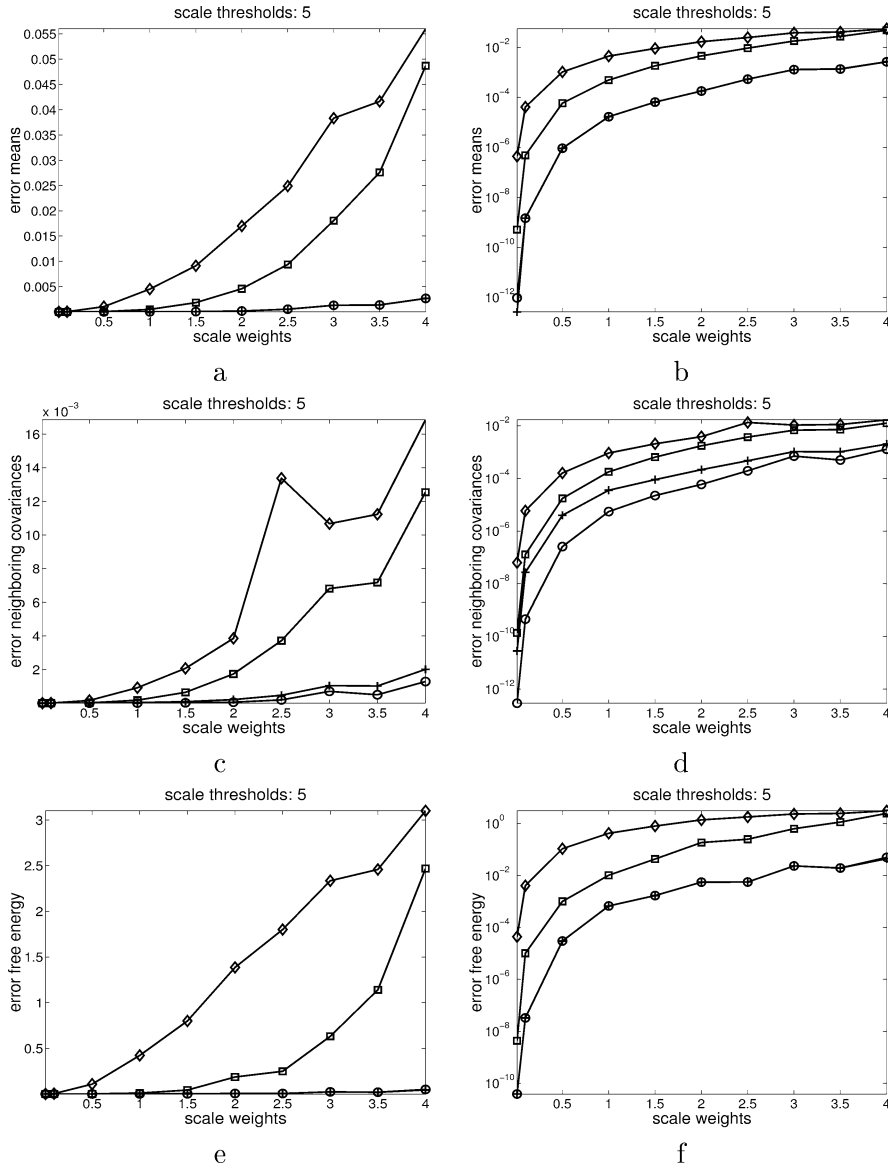 scale thresholds: 5
0.055
0.05
0.045
0.04
0.035
0.03
0.025
0.02
0.015
0.01
0.005
error means
0.5 1 1.5 2 2.5 3 3.5 4
scale weights
a
scale thresholds: 5
10⁻²
10⁻⁴
10⁻⁶
10⁻⁸
10⁻¹⁰
10⁻¹²
error means
0.5 1 1.5 2 2.5 3 3.5 4
scale weights
b
scale thresholds: 5
x 10⁻³
16
14
12
10
8
6
4
2
error neighboring covariances
0.5 1 1.5 2 2.5 3 3.5 4
scale weights
c
scale thresholds: 5
10⁻²
10⁻⁴
10⁻⁶
10⁻⁸
10⁻¹⁰
10⁻¹²
error neighboring covariances
0.5 1 1.5 2 2.5 3 3.5 4
scale weights
d
scale thresholds: 5
3
2.5
2
1.5
1
0.5
error free energy
0.5 1 1.5 2 2.5 3 3.5 4
scale weights
e
scale thresholds: 5
10⁰
10⁻²
10⁻⁴
10⁻⁶
10⁻⁸
10⁻¹⁰
error free energy
0.5 1 1.5 2 2.5 3 3.5 4
scale weights
f